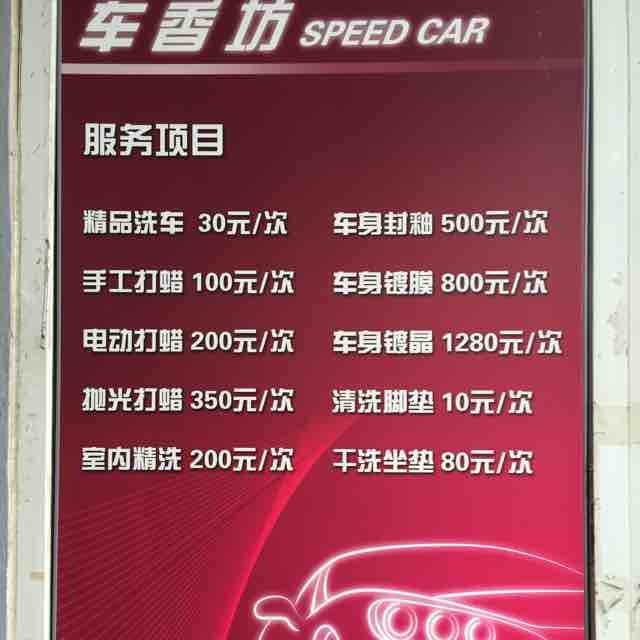 车香坊 SPEED CAR
服务项目
精品洗车 30元/次 车身封釉 500元/次
手工打蜡 100元/次 车身镀膜 800元/次
电动打蜡 200元/次 车身镀晶 1280元/次
抛光打蜡 350元/次 清洗脚垫 10元/次
室内精洗 200元/次 干洗坐垫 80元/次